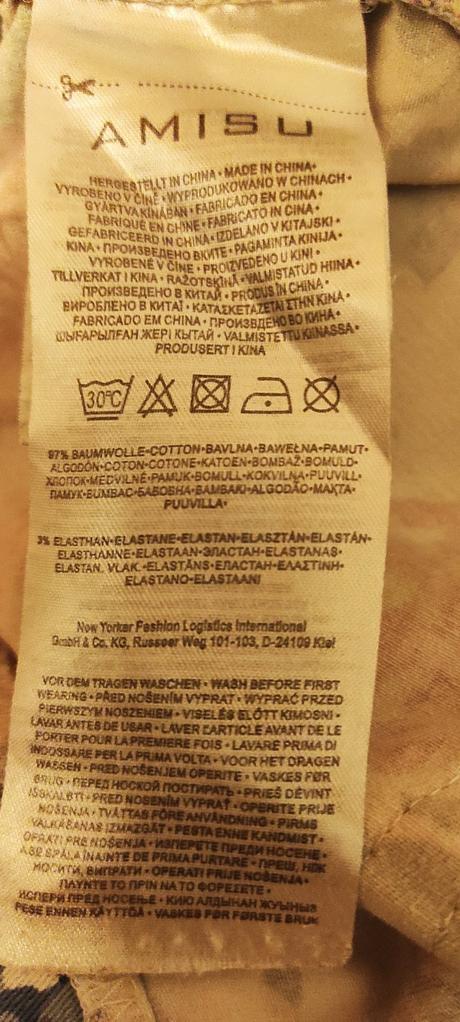 AMISU
HERGESTELLT IN CHINA • MADE IN CHINA•
VYROBENO V ČÍNĚ • WYPRODUKOWANO W CHINACH •
GYÁRTVA KÍNÁBAN • FABRICADO EN CHINA•
FABRIQUÉ EN CHINE • FABRICATO IN CINA •
GEFABRICEERD IN CHINA • IZDELANO V KITAJSKI •
KINA • ПРОИЗВЕДЕНО В КИТЕ • PAGAMINTA KINIJA•
VYROBENÉ V ČÍNE • PROIZVEDENO U KINI •
TILLVERKAT I KINA • RAŽOTS ĶĪNĀ • VALMISTATUD HIINA•
ПРОИЗВЕДЕНО В КИТАЙ • PRODUS ÎN CHINA•
ВИРОБЛЕНО В КИТАЇ • ΚΑΤΑΣΚΕΤΑΖΕΤΑΙ ΣΤΗΝ ΚΙΝΑ •
FABRICADO EM CHINA • ПРОИЗВДЕНО ВО КИНА•
ШЫҒАРЫЛҒАН ЖЕРІ ҚЫТАЙ • VALMISTETTU KIINASSA•
PRODUSERT I KINA
30°C
97% BAUMWOLLE•COTTON•BAVLNA•BAWEŁNA•PAMUT•
ALGODÓN•COTON•COTONE•KATOEN•BOMBAŽ•BOMULD•
ХЛОПОК•MEDVILNĖ•PAMUK•BOMULL•KOKVILNA•PUUVILL•
ПАМУК•BUMBAC•БАВОВНА•ΒΑΜΒΑΚΙ•ALGODÃO•МАҚТА•
PUUVILLA•
3% ELASTHAN•ELASTANE•ELASTAN•ELASZTÁN•ELASTÁN•
ELASTHANNE•ELASTAAN•ЭЛАСТАН•ELASTANAS•
ELASTAN. VLAK.•ELASTĀNS•ЕЛАСТАН•ΕΛΑΣΤΙΝΗ•
ELASTANO•ELASTAANI
New Yorker Fashion Logistics International
GmbH & Co. KG, Russeer Weg 101-103, D-24109 Kiel
VOR DEM TRAGEN WASCHEN • WASH BEFORE FIRST
WEARING • PŘED NOŠENÍM VYPRAT • WYPRAĆ PRZED
PIERWSZYM NOSZENIEM • VISELÉS ELŐTT KIMOSNI •
LAVAR ANTES DE USAR • LAVER L'ARTICLE AVANT DE LE
PORTER POUR LA PREMIERE FOIS • LAVARE PRIMA DI
INDOSSARE PER LA PRIMA VOLTA • VOOR HET DRAGEN
WASSEN • PRED NOŠENJEM OPERITE • VASKES FØR
BRUG • ПЕРЕД НОСКОЙ ПОСТИРАТЬ • PRIEŠ DĖVINT
IŠSKALBTI • PRED NOSENÍM VYPRAŤ • OPERITE PRIJE
NOŠENJA • TVÄTTAS FÖRE ANVÄNDNING • PIRMS
VALKĀŠANAS IZMAZGĀT • PESTA ENNE KANDMIST •
OPRATI PRE NOŠENJA • ИЗПЕРЕТЕ ПРЕДИ НОСЕНЕ •
A SE SPĂLA ÎNAINTE DE PRIMA PURTARE • ПЕРШ, НІЖ
НОСИТИ, ВИПРАТИ • OPERATI PRIJE NOŠENJA•
ΠΛΥΝΤΕ ΤΟ ΠΡΙΝ ΝΑ ΤΟ ΦΟΡΕΣΕΤΕ •
ИСПЕРИ ПРЕД НОСЕЊЕ • КИЮ АЛДЫНАН ЖУЫҢЫЗ
PESE ENNEN KÄYTTÖÄ • VASKES FØR FØRSTE BRUK